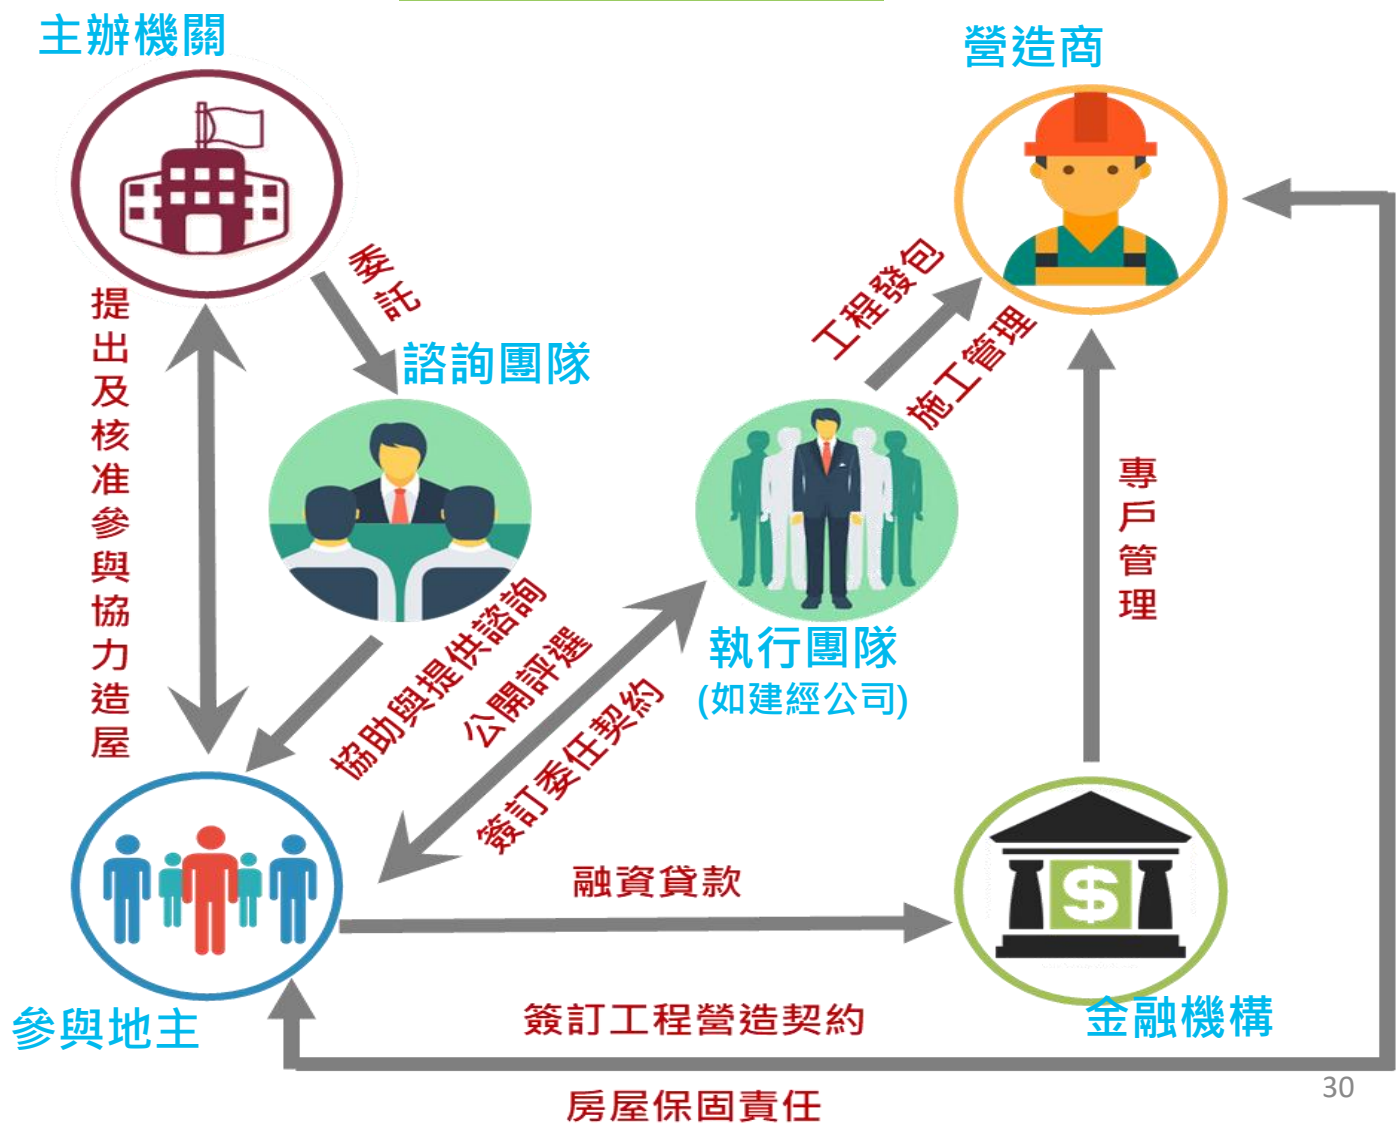 主辦機關
營造商
委託
提出及核准參與協力造屋
諮詢團隊
工程發包
施工管理
專戶管理
協助與提供諮詢
公開評選
簽訂委任契約
執行團隊
(如建經公司)
融資貸款
參與地主
簽訂工程營造契約
金融機構
房屋保固責任
30